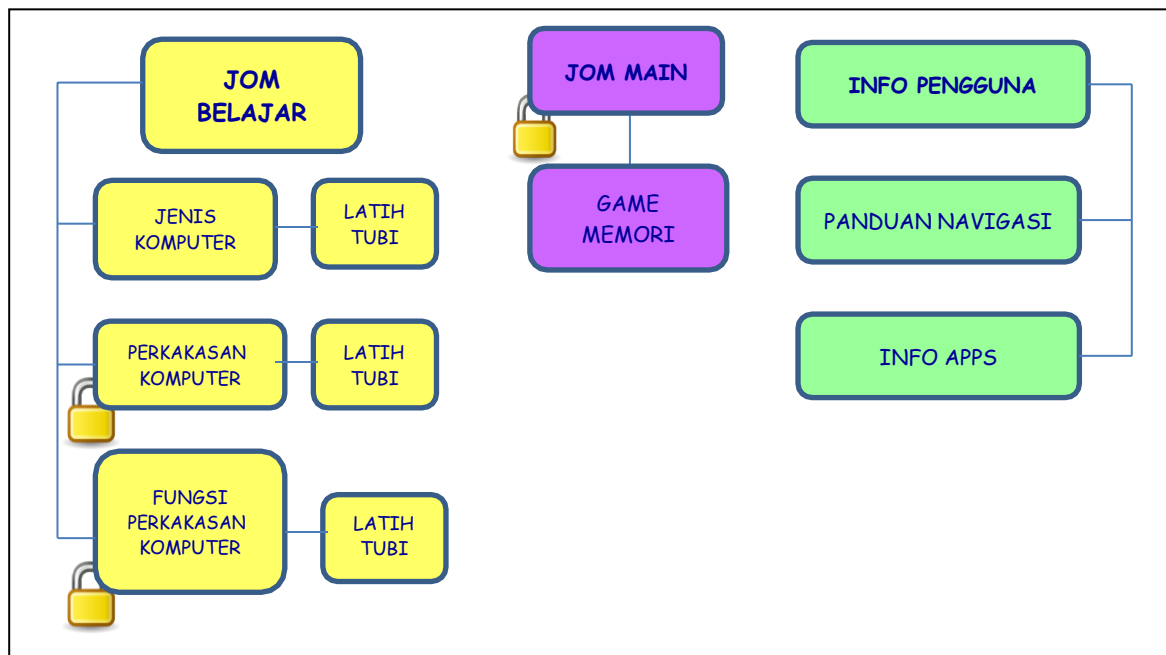 JOM
BELAJAR
JENIS
KOMPUTER
LATIH
TUBI
PERKAKASAN
KOMPUTER
LATIH
TUBI
FUNGSI
PERKAKASAN
KOMPUTER
LATIH
TUBI
JOM MAIN
GAME
MEMORI
INFO PENGGUNA
PANDUAN NAVIGASI
INFO APPS